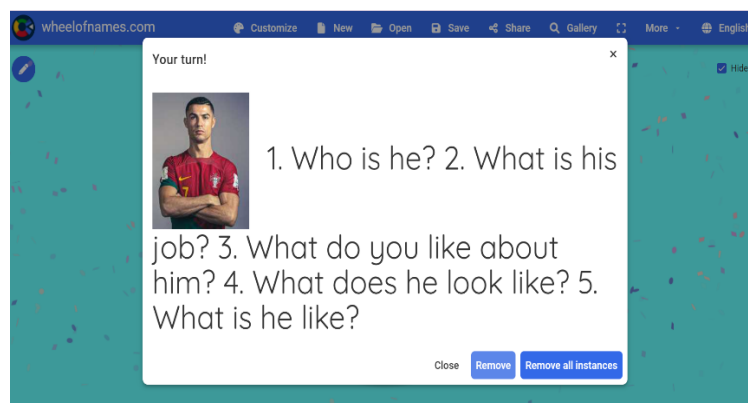 wheelofnames.com Customize New Open Save Share Gallery More English
Your turn! x
Hide
7
1. Who is he? 2. What is his
job? 3. What do you like about
him? 4. What does he look like? 5.
What is he like?
Close Remove Remove all instances